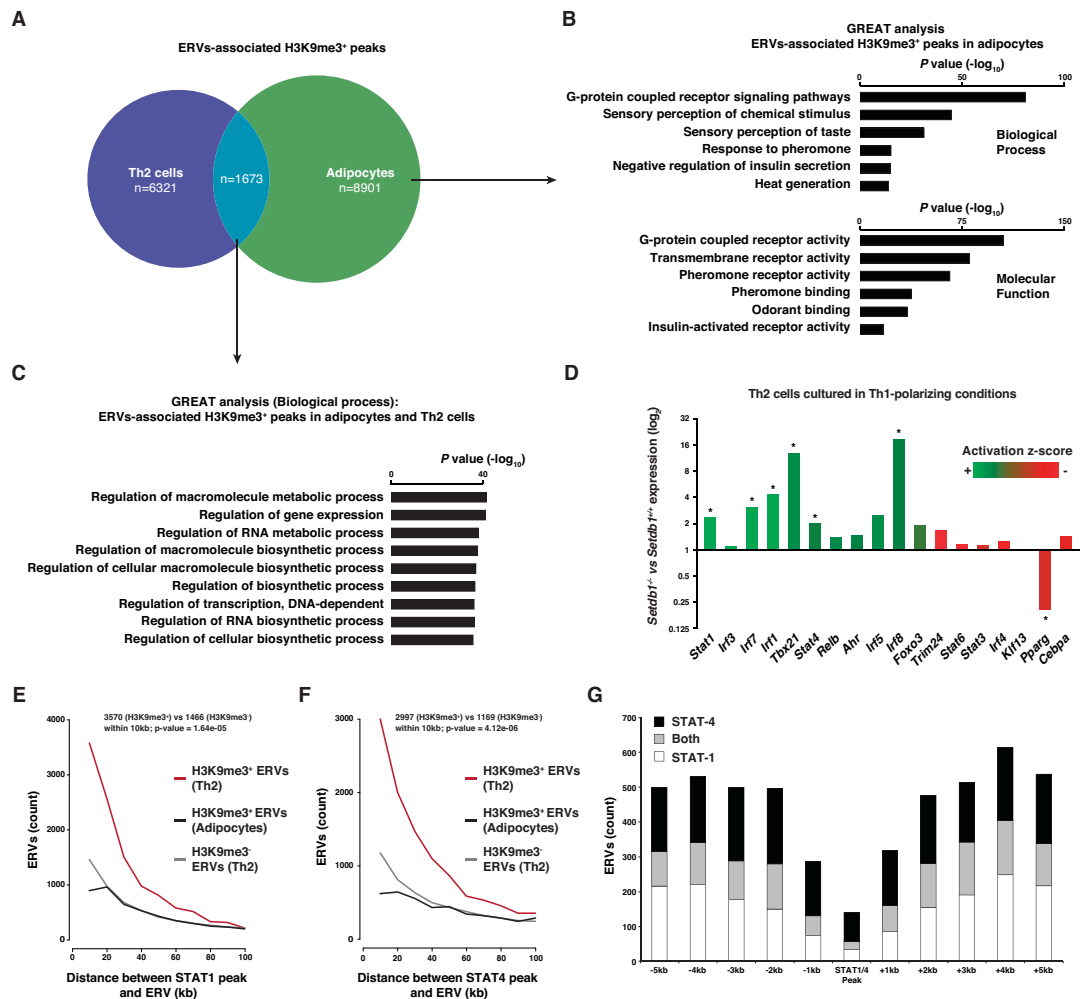 A
ERVs-associated H3K9me3⁺ peaks
Th2 cells
n=6321
n=1673
Adipocytes
n=8901
B
GREAT analysis
ERVs-associated H3K9me3⁺ peaks in adipocytes
P value (-log₁₀)
0 50 100
G-protein coupled receptor signaling pathways
Sensory perception of chemical stimulus
Sensory perception of taste
Response to pheromone
Negative regulation of insulin secretion
Heat generation
Biological
Process
P value (-log₁₀)
0 75 150
G-protein coupled receptor activity
Transmembrane receptor activity
Pheromone receptor activity
Pheromone binding
Odorant binding
Insulin-activated receptor activity
Molecular
Function
C
GREAT analysis (Biological process):
ERVs-associated H3K9me3⁺ peaks in adipocytes and Th2 cells
P value (-log₁₀)
0 40
Regulation of macromolecule metabolic process
Regulation of gene expression
Regulation of RNA metabolic process
Regulation of macromolecule biosynthetic process
Regulation of cellular macromolecule biosynthetic process
Regulation of biosynthetic process
Regulation of transcription, DNA-dependent
Regulation of RNA biosynthetic process
Regulation of cellular biosynthetic process
D
Th2 cells cultured in Th1-polarizing conditions
Setdb1⁻/⁻ vs Setdb1⁺/⁺ expression (log₂)
32
16
8
4
2
1
0.5
0.25
0.125
* * * * * * *
Activation z-score
+ -
Stat1 Irf3 Irf7 Irf1 Tbx21 Stat4 Relb Ahr Irf5 Irf8 Foxo3 Trim24 Stat6 Stat3 Irf4 Klf13 Pparg Cebpa
E
3570 (H3K9me3⁺) vs 1466 (H3K9me3⁻)
within 10kb; p-value = 1.64e-05
ERVs (count)
4000
3000
2000
1000
0
H3K9me3⁺ ERVs
(Th2)
H3K9me3⁺ ERVs
(Adipocytes)
H3K9me3⁻
ERVs (Th2)
0 20 40 60 80 100
Distance between STAT1 peak
and ERV (kb)
F
2997 (H3K9me3⁺) vs 1169 (H3K9me3⁻)
within 10kb; p-value = 4.12e-06
ERVs (count)
3000
2000
1000
0
H3K9me3⁺ ERVs
(Th2)
H3K9me3⁺ ERVs
(Adipocytes)
H3K9me3⁻
ERVs (Th2)
0 20 40 60 80 100
Distance between STAT4 peak
and ERV (kb)
G
ERVs (count)
700
600
500
400
300
200
100
0
STAT-4
Both
STAT-1
-5kb -4kb -3kb -2kb -1kb STAT1/4 +1kb +2kb +3kb +4kb +5kb
Peak